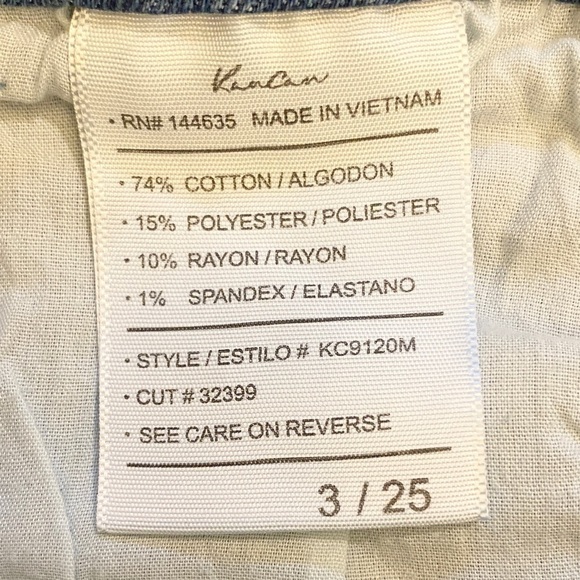 KanCan
• RN# 144635 MADE IN VIETNAM
• 74% COTTON / ALGODON
• 15% POLYESTER / POLIESTER
• 10% RAYON / RAYON
• 1% SPANDEX / ELASTANO
• STYLE / ESTILO # KC9120M
• CUT # 32399
• SEE CARE ON REVERSE
3 / 25